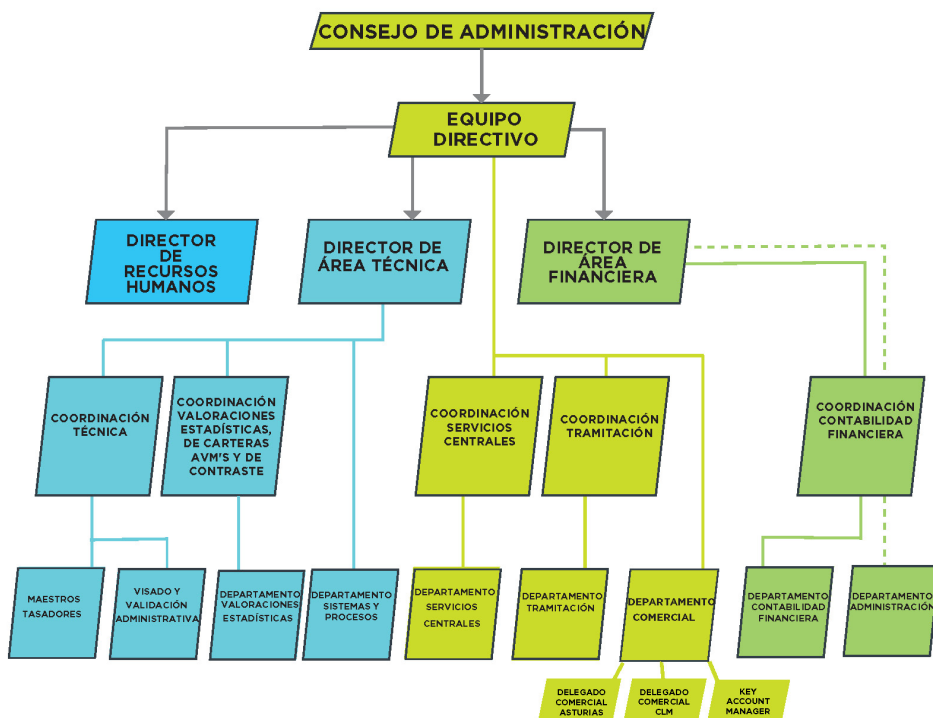 CONSEJO DE ADMINISTRACIÓN
EQUIPO
DIRECTIVO
DIRECTOR
DE
RECURSOS
HUMANOS
DIRECTOR DE
ÁREA TÉCNICA
DIRECTOR DE
ÁREA
FINANCIERA
COORDINACIÓN
TÉCNICA
COORDINACIÓN
VALORACIONES
ESTADÍSTICAS,
DE CARTERAS
AVM'S Y DE
CONTRASTE
COORDINACIÓN
SERVICIOS
CENTRALES
COORDINACIÓN
TRAMITACIÓN
COORDINACIÓN
CONTABILIDAD
FINANCIERA
MAESTROS
TASADORES
VISADO Y
VALIDACIÓN
ADMINISTRATIVA
DEPARTAMENTO
VALORACIONES
ESTADÍSTICAS
DEPARTAMENTO
SISTEMAS Y
PROCESOS
DEPARTAMENTO
SERVICIOS
CENTRALES
DEPARTAMENTO
TRAMITACIÓN
DEPARTAMENTO
COMERCIAL
DEPARTAMENTO
CONTABILIDAD
FINANCIERA
DEPARTAMENTO
ADMINISTRACIÓN
DELEGADO
COMERCIAL
ASTURIAS
DELEGADO
COMERCIAL
CLM
KEY
ACCOUNT
MANAGER